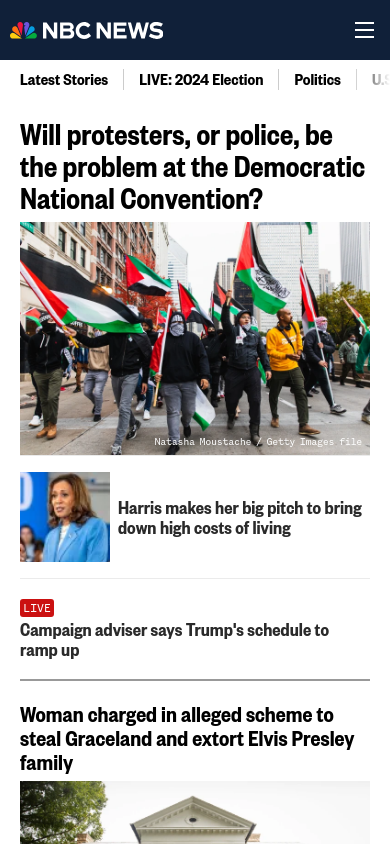 NBC NEWS
Latest Stories
LIVE: 2024 Election
Politics
Will protesters, or police, be
the problem at the Democratic
National Convention?
Natasha Moustache / Getty Images file
Harris makes her big pitch to bring
down high costs of living
LIVE
Campaign adviser says Trump's schedule to
ramp up
Woman charged in alleged scheme to
steal Graceland and extort Elvis Presley
family